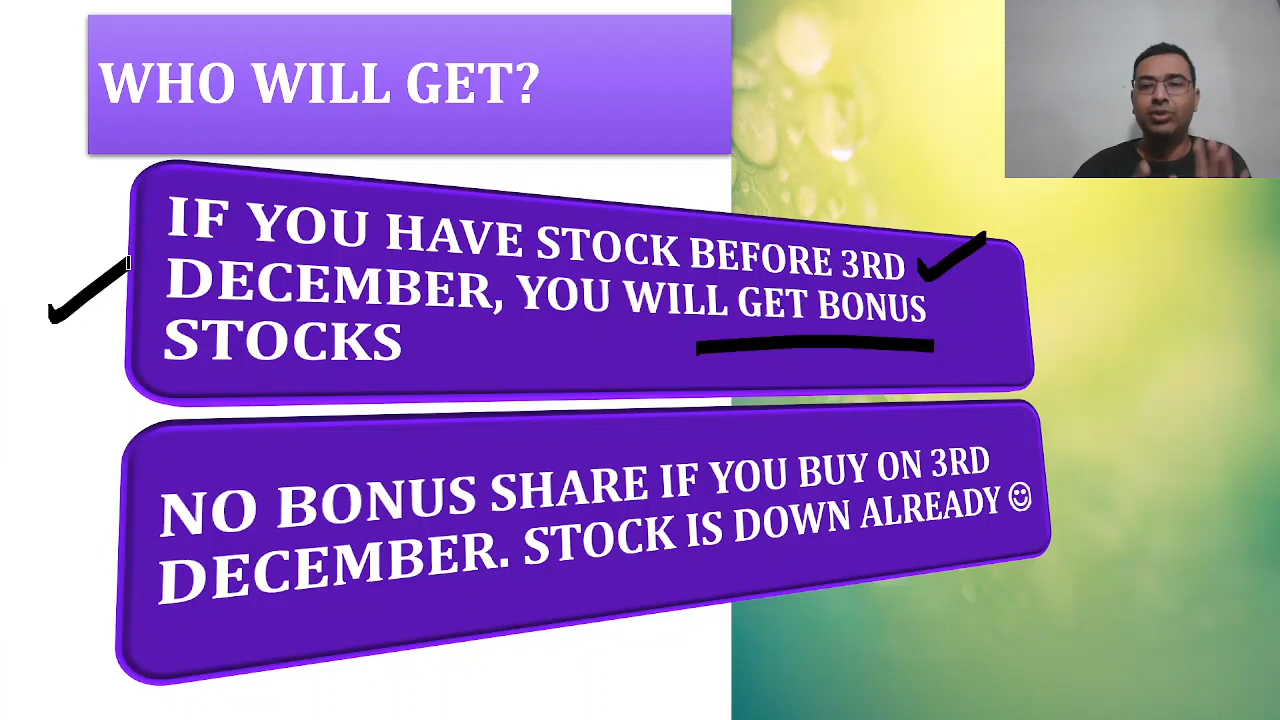 WHO WILL GET?
IF YOU HAVE STOCK BEFORE 3RD
DECEMBER, YOU WILL GET BONUS
STOCKS
NO BONUS SHARE IF YOU BUY ON 3RD
DECEMBER. STOCK IS DOWN ALREADY 😍